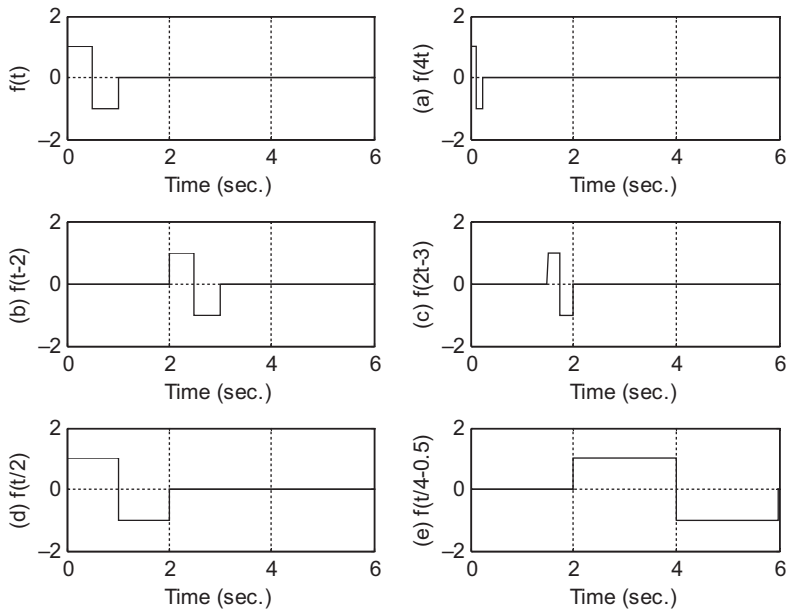 2
f(t)
0
–2
0 2 4 6
Time (sec.)
2
(a) f(4t)
0
–2
0 2 4 6
Time (sec.)
2
(b) f(t-2)
0
–2
0 2 4 6
Time (sec.)
2
(c) f(2t-3)
0
–2
0 2 4 6
Time (sec.)
2
(d) f(t/2)
0
–2
0 2 4 6
Time (sec.)
2
(e) f(t/4-0.5)
0
–2
0 2 4 6
Time (sec.)